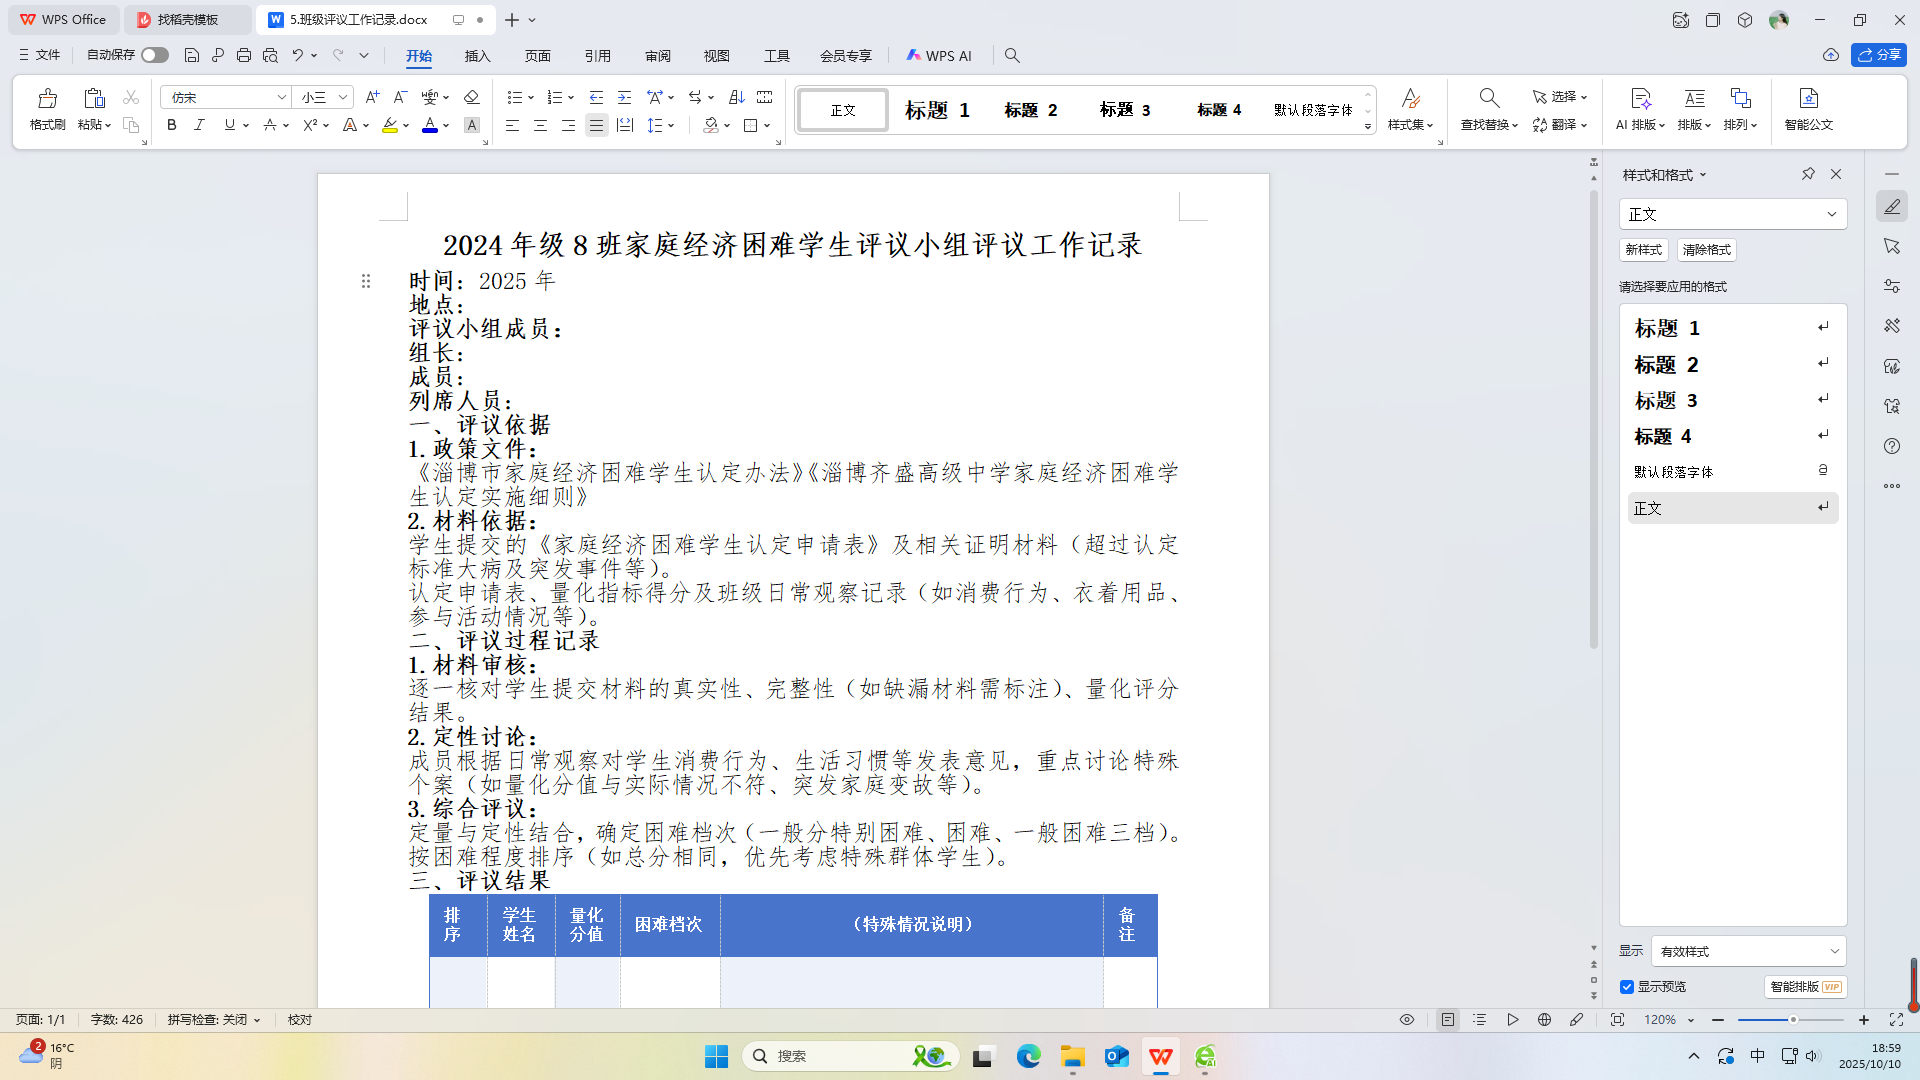 WPS Office
找稻壳模板
5.班级评议工作记录.docx
文件
自动保存
开始
插入
页面
引用
审阅
视图
工具
会员专享
WPS AI
分享
格式刷
粘贴
仿宋
小三
正文
标题 1
标题 2
标题 3
标题 4
默认段落字体
样式集
查找替换
选择
翻译
AI 排版
排版
排列
智能公文
2024 年级 8 班家庭经济困难学生评议小组评议工作记录
时间：2025 年
地点：
评议小组成员：
组长：
成员：
列席人员：
一、评议依据
1.政策文件：
《淄博市家庭经济困难学生认定办法》《淄博齐盛高级中学家庭经济困难学
生认定实施细则》
2.材料依据：
学生提交的《家庭经济困难学生认定申请表》及相关证明材料（超过认定
标准大病及突发事件等）。
认定申请表、量化指标得分及班级日常观察记录（如消费行为、衣着用品、
参与活动情况等）。
二、评议过程记录
1.材料审核：
逐一核对学生提交材料的真实性、完整性（如缺漏材料需标注）、量化评分
结果。
2.定性讨论：
成员根据日常观察对学生消费行为、生活习惯等发表意见，重点讨论特殊
个案（如量化分值与实际情况不符、突发家庭变故等）。
3.综合评议：
定量与定性结合，确定困难档次（一般分特别困难、困难、一般困难三档）。
按困难程度排序（如总分相同，优先考虑特殊群体学生）。
三、评议结果
排序
学生姓名
量化分值
困难档次
（特殊情况说明）
备注
样式和格式
正文
新样式
清除格式
请选择要应用的格式
标题 1
标题 2
标题 3
标题 4
默认段落字体
正文
显示
有效样式
显示预览
智能排版 VIP
页面: 1/1
字数: 426
拼写检查: 关闭
校对
120%
2
16°C
阴
搜索
中
18:59
2025/10/10